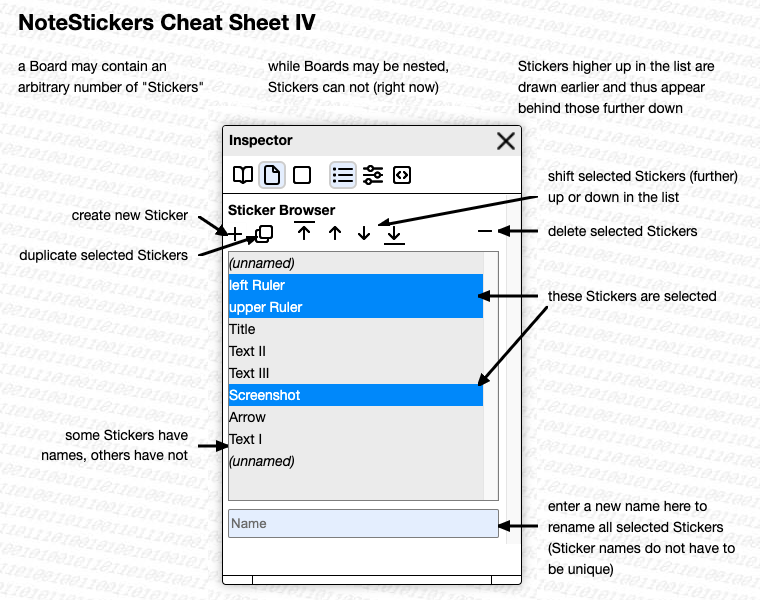 NoteStickers Cheat Sheet IV
a Board may contain an
arbitrary number of "Stickers"
while Boards may be nested,
Stickers can not (right now)
Stickers higher up in the list are
drawn earlier and thus appear
behind those further down
Inspector
shift selected Stickers (further)
up or down in the list
Sticker Browser
create new Sticker
delete selected Stickers
duplicate selected Stickers
(unnamed)
left Ruler
upper Ruler
these Stickers are selected
Title
Text II
Text III
Screenshot
Arrow
Text I
(unnamed)
some Stickers have
names, others have not
Name
enter a new name here to
rename all selected Stickers
(Sticker names do not have to
be unique)